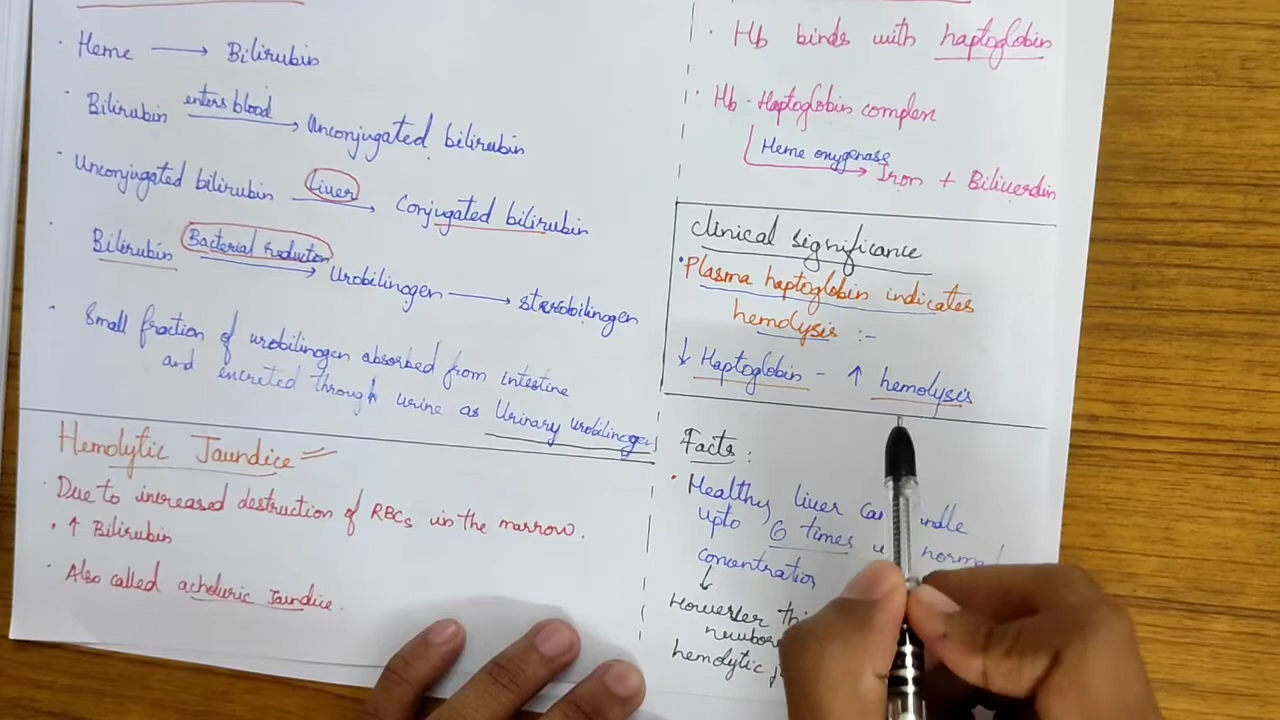 · Heme ⟶ Bilirubin
· Bilirubin enters blood ⟶ Unconjugated bilirubin
· Unconjugated bilirubin Liver ⟶ Conjugated bilirubin
· Bilirubin Bacterial reduction ⟶ Urobilinogen ⟶ stercobilinogen
· Small fraction of urobilinogen absorbed from intestine
and excreted through urine as Urinary urobilinogen
Hemolytic Jaundice
· Due to increased destruction of RBCs in the marrow.
· ↑ Bilirubin
· Also called acholuric Jaundice.
· Hb binds with haptoglobin
· Hb - Haptoglobin complex
Heme oxygenase ⟶ Iron + Biliverdin
Clinical significance
· Plasma haptoglobin indicates
hemolysis :-
↓ Haptoglobin - ↑ hemolysis
Facts :
· Healthy liver
upto 6 times
concentration
↓
However
hemolytic